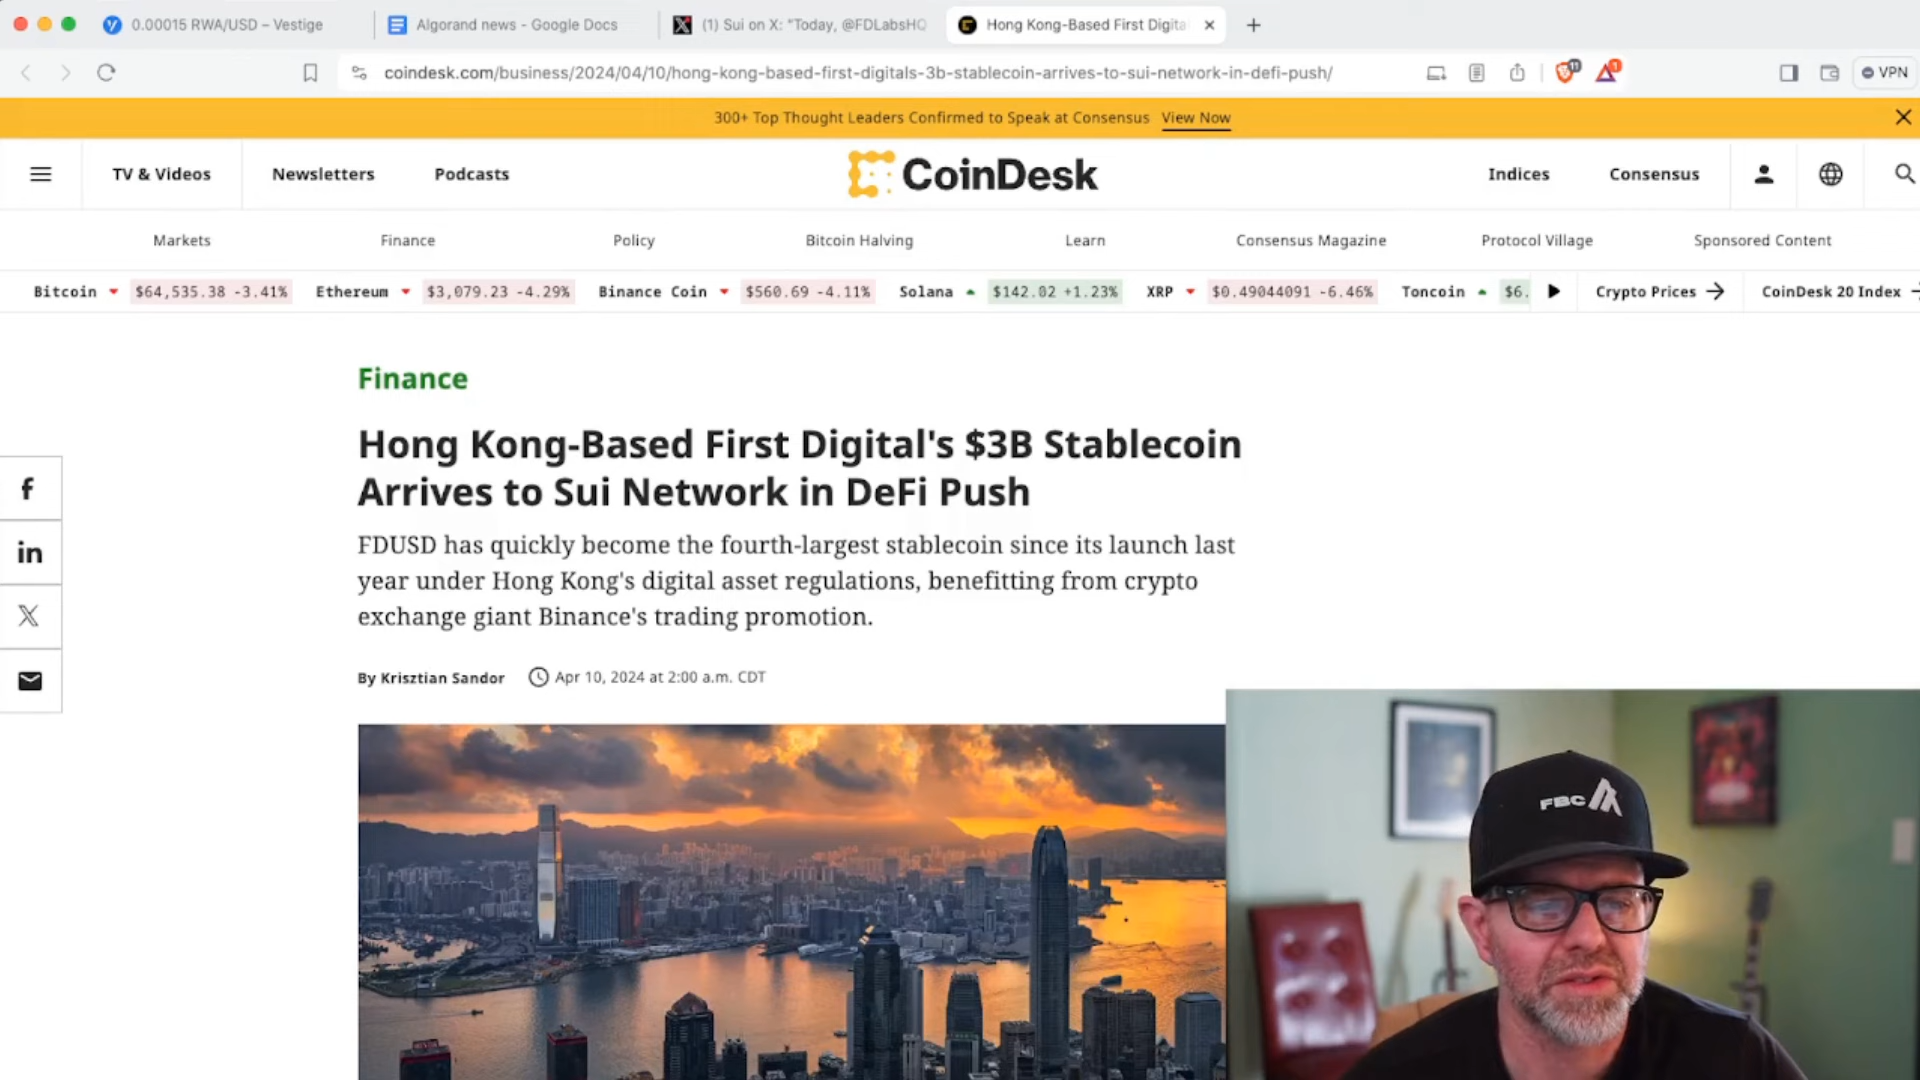 0.00015 RWA/USD – Vestige
Algorand news - Google Docs
(1) Sui on X: "Today, @FDLabsHQ
Hong Kong-Based First Digita
coindesk.com/business/2024/04/10/hong-kong-based-first-digitals-3b-stablecoin-arrives-to-sui-network-in-defi-push/
11
1
VPN
300+ Top Thought Leaders Confirmed to Speak at Consensus View Now
TV & Videos
Newsletters
Podcasts
CoinDesk
Indices
Consensus
Markets
Finance
Policy
Bitcoin Halving
Learn
Consensus Magazine
Protocol Village
Sponsored Content
Bitcoin $64,535.38 -3.41% Ethereum $3,079.23 -4.29% Binance Coin $560.69 -4.11% Solana $142.02 +1.23% XRP $0.49044091 -6.46% Toncoin $6.
Crypto Prices
CoinDesk 20 Index
Finance
Hong Kong-Based First Digital's $3B Stablecoin
Arrives to Sui Network in DeFi Push
FDUSD has quickly become the fourth-largest stablecoin since its launch last
year under Hong Kong's digital asset regulations, benefitting from crypto
exchange giant Binance's trading promotion.
By Krisztian Sandor
Apr 10, 2024 at 2:00 a.m. CDT
FBC